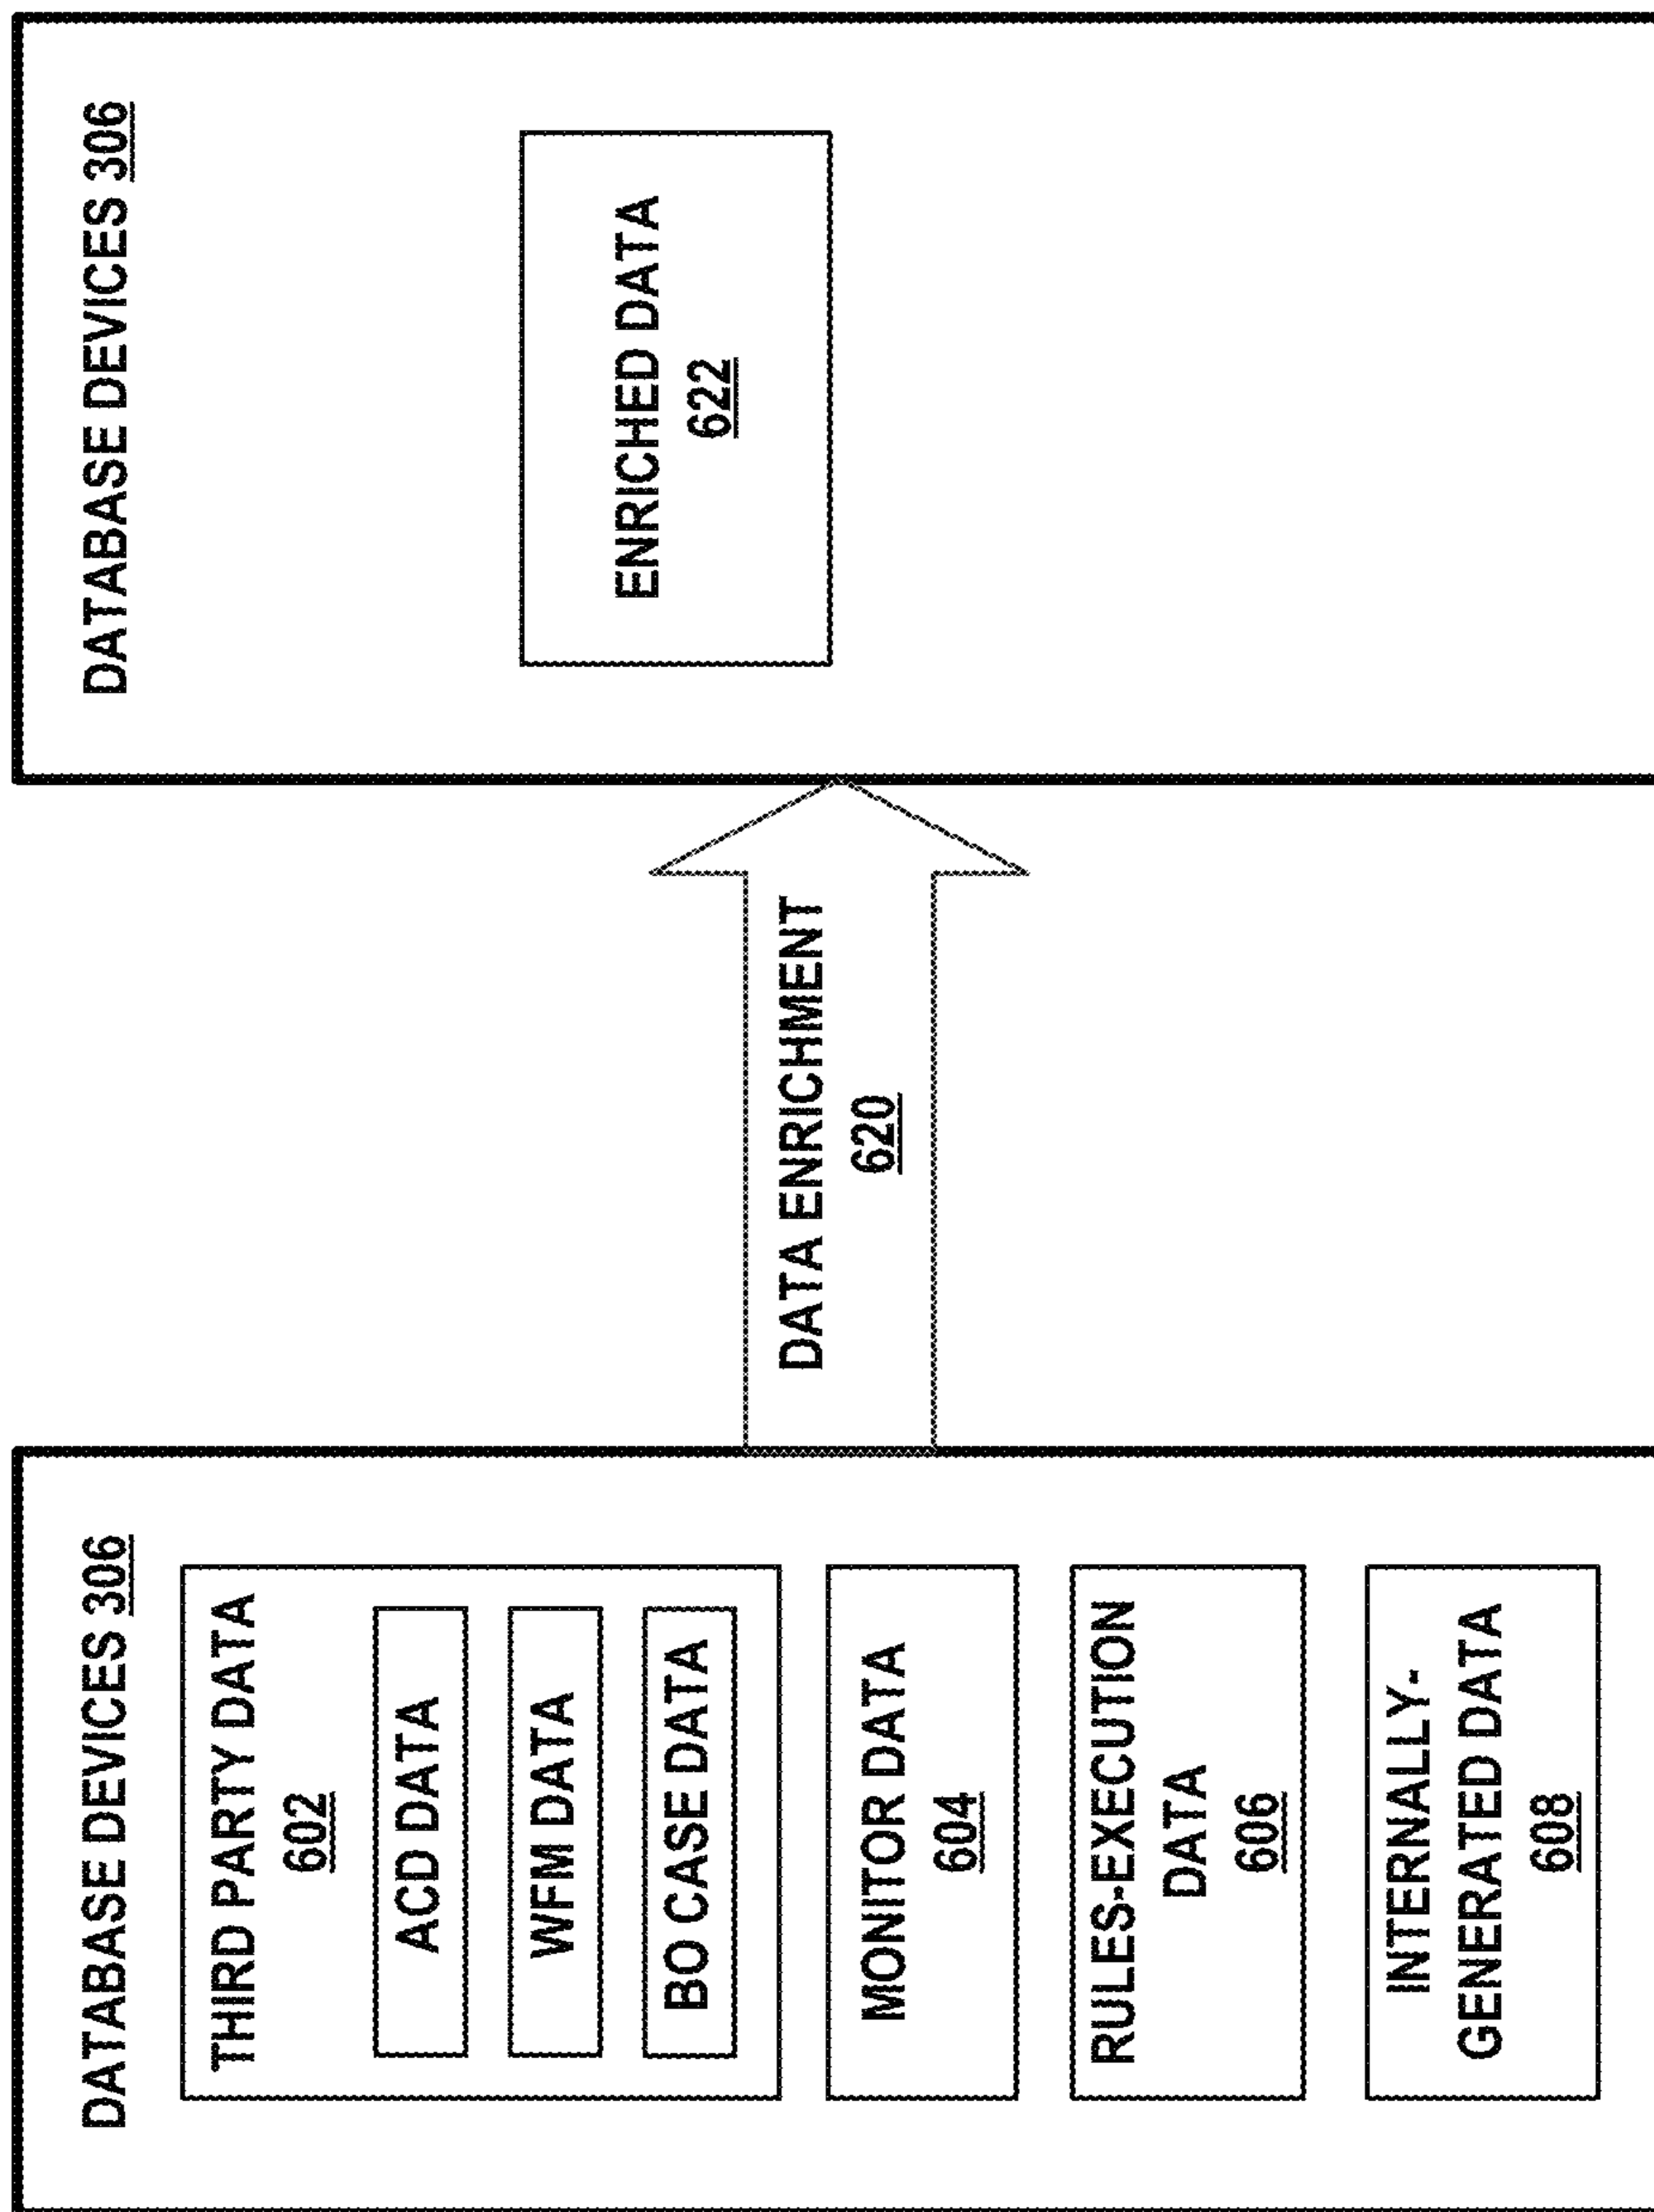 DATABASE DEVICES 306
THIRD PARTY DATA
602
ACD DATA
WFM DATA
BO CASE DATA
MONITOR DATA
604
RULES-EXECUTION
DATA
606
INTERNALLY-
GENERATED DATA
608
DATA ENRICHMENT
620
DATABASE DEVICES 306
ENRICHED DATA
622